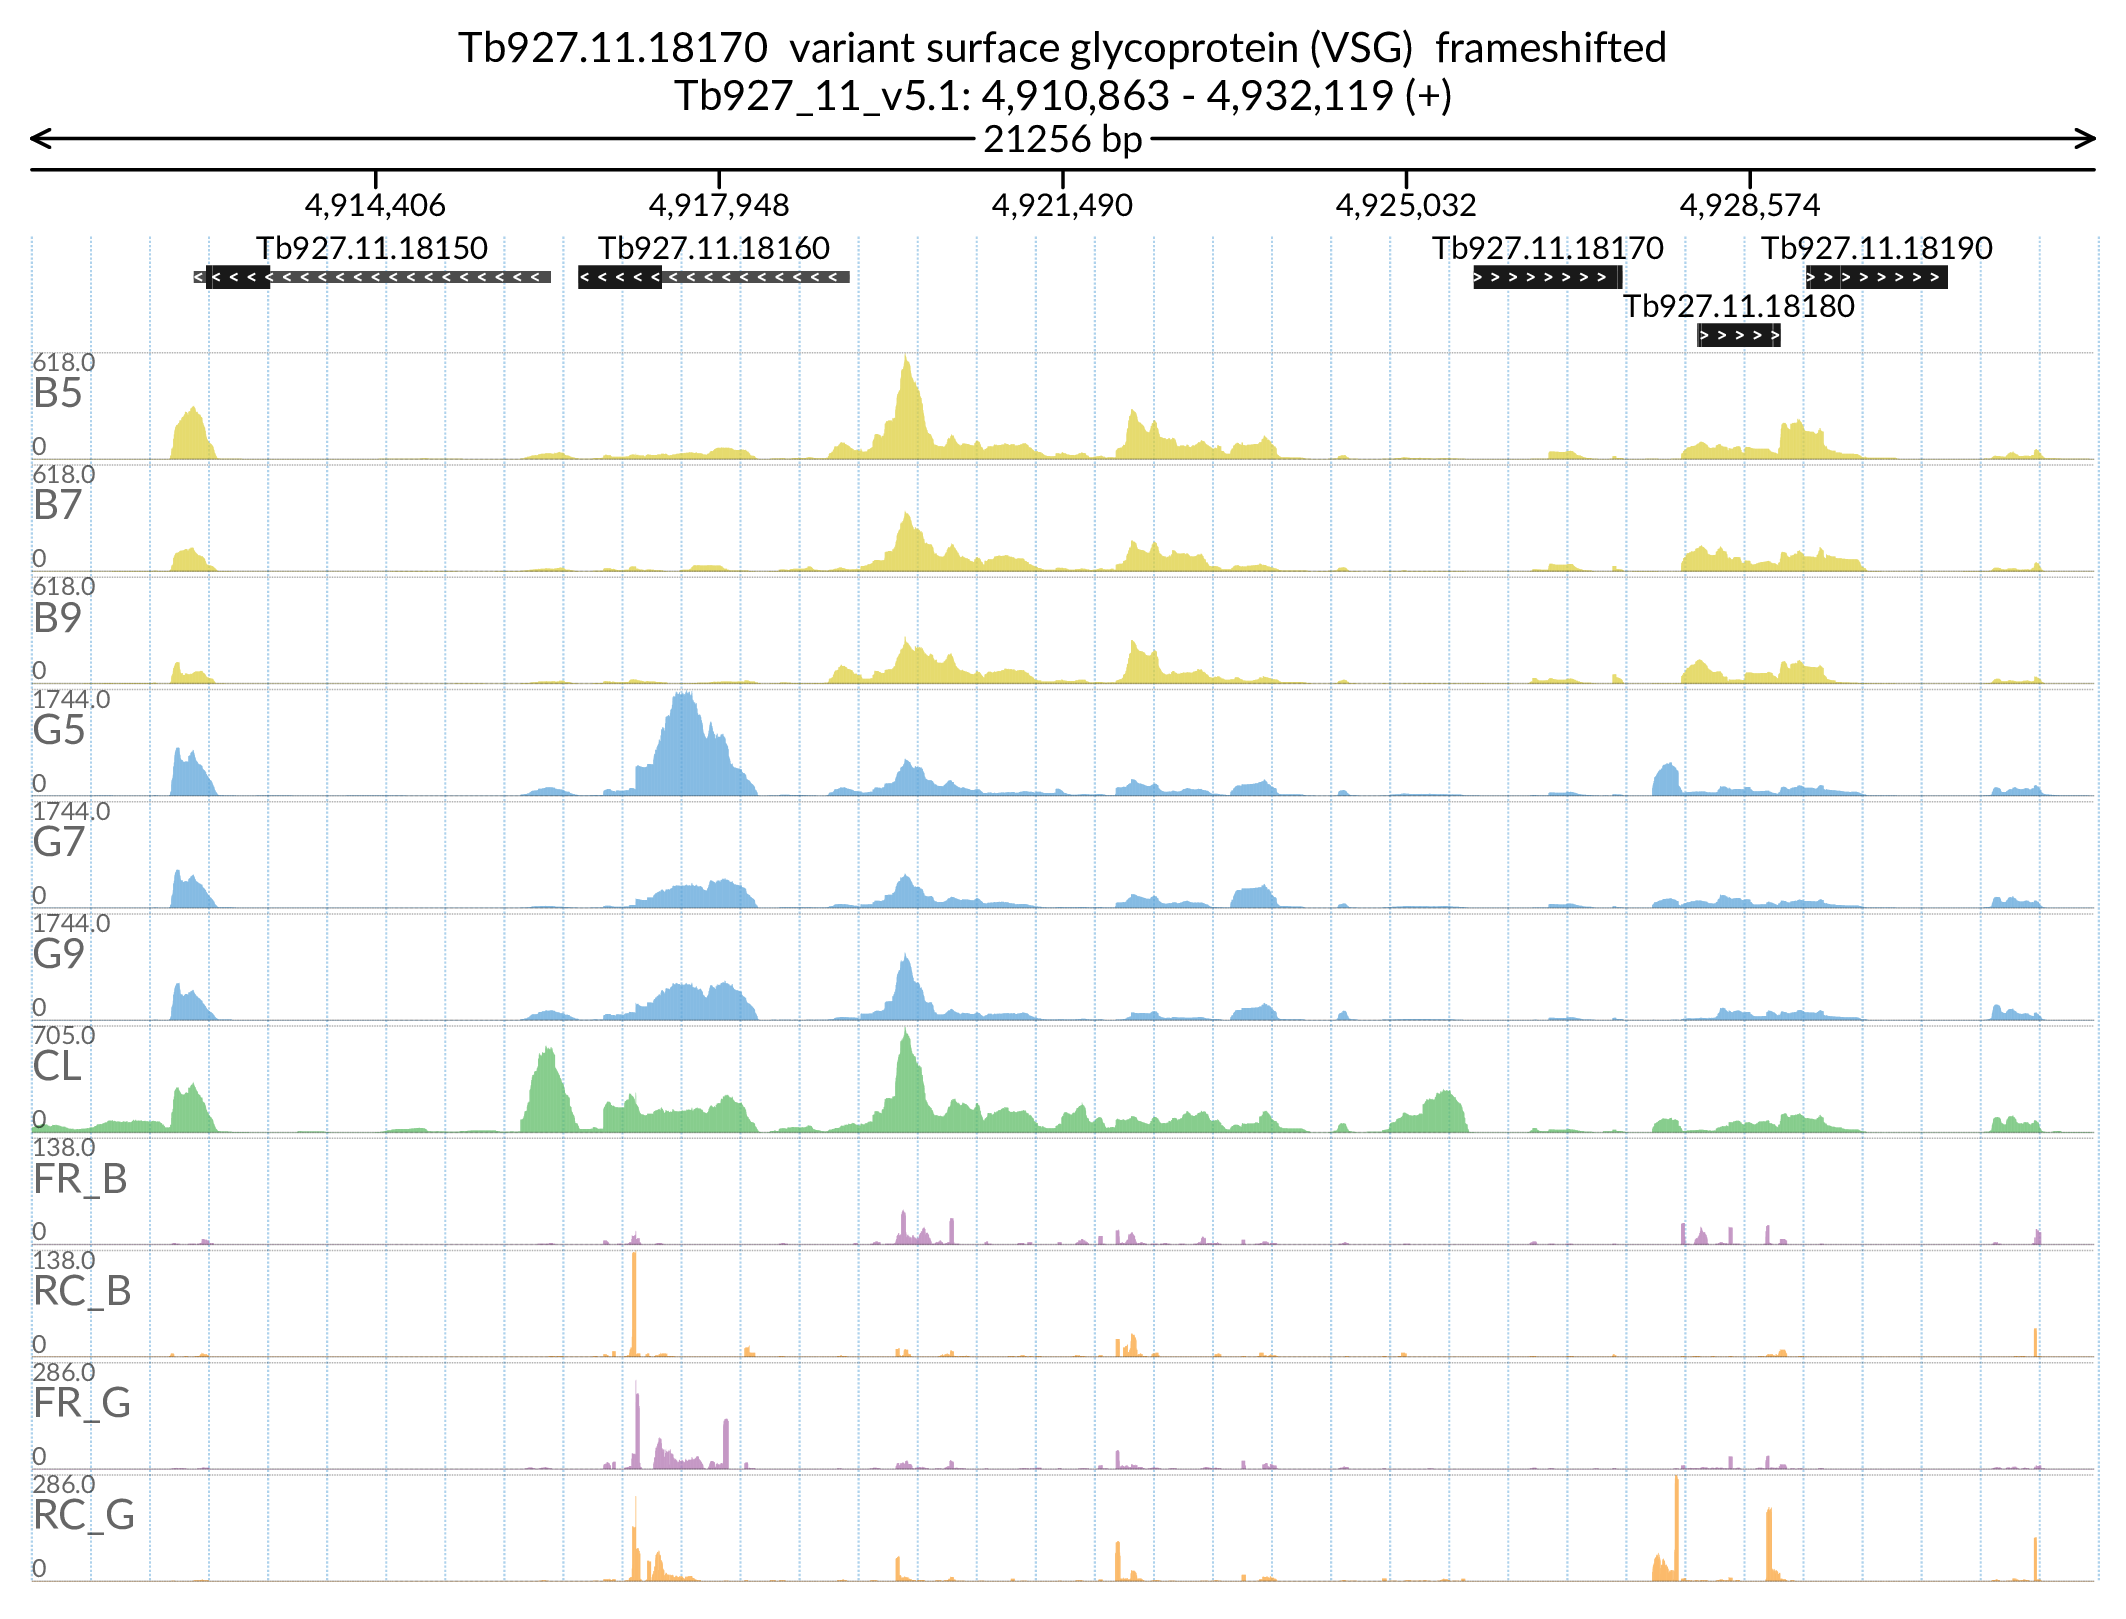 Tb927.11.18170  variant surface glycoprotein (VSG)  frameshifted
Tb927_11_v5.1: 4,910,863 - 4,932,119 (+)
21256 bp
4,914,406 4,917,948 4,921,490 4,925,032 4,928,574
Tb927.11.18150 Tb927.11.18160 Tb927.11.18170 Tb927.11.18190
Tb927.11.18180
618.0
B5
0
618.0
B7
0
618.0
B9
0
1744.0
G5
0
1744.0
G7
0
1744.0
G9
0
705.0
CL
0
138.0
FR_B
0
138.0
RC_B
0
286.0
FR_G
0
286.0
RC_G
0